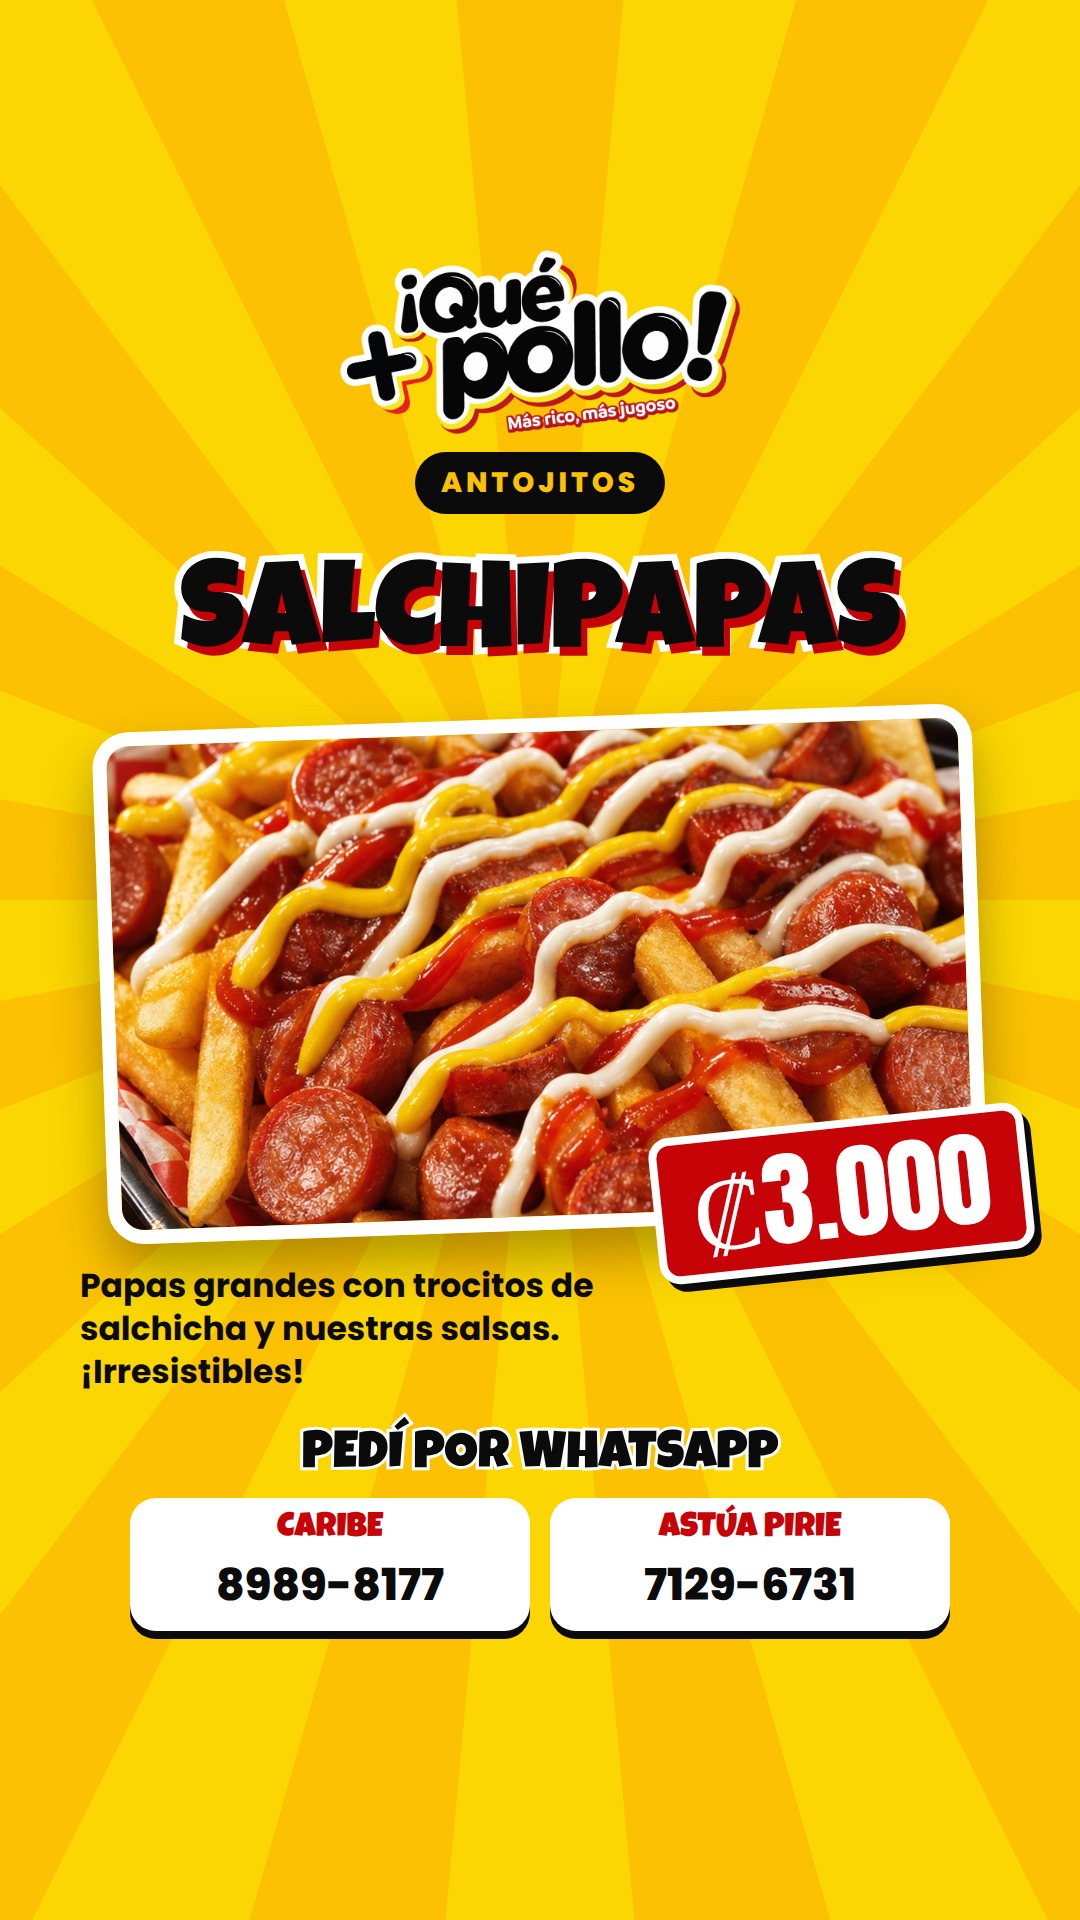 ¡Qué
+ pollo!
Más rico, más jugoso
ANTOJITOS
SALCHIPAPAS
₡3.000
Papas grandes con trocitos de
salchicha y nuestras salsas.
¡Irresistibles!
PEDÍ POR WHATSAPP
CARIBE
8989-8177
ASTÚA PIRIE
7129-6731